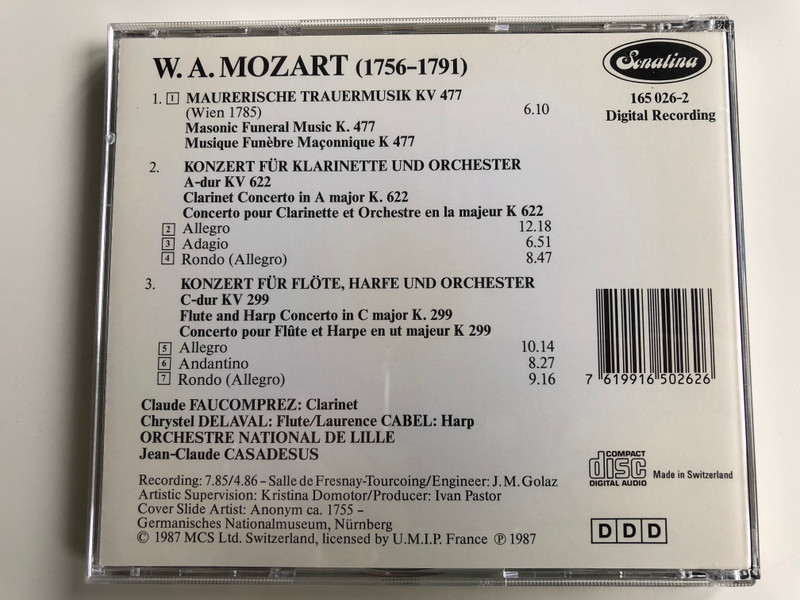 W. A. MOZART (1756–1791)
1. 1 MAURERISCHE TRAUERMUSIK KV 477
(Wien 1785) 6.10
Masonic Funeral Music K. 477
Musique Funèbre Maçonnique K 477
2. KONZERT FÜR KLARINETTE UND ORCHESTER
A-dur KV 622
Clarinet Concerto in A major K. 622
Concerto pour Clarinette et Orchestre en la majeur K 622
2 Allegro 12.18
3 Adagio 6.51
4 Rondo (Allegro) 8.47
3. KONZERT FÜR FLÖTE, HARFE UND ORCHESTER
C-dur KV 299
Flute and Harp Concerto in C major K. 299
Concerto pour Flûte et Harpe en ut majeur K 299
5 Allegro 10.14
6 Andantino 8.27
7 Rondo (Allegro) 9.16
Claude FAUCOMPREZ: Clarinet
Chrystel DELAVAL: Flute/Laurence CABEL: Harp
ORCHESTRE NATIONAL DE LILLE
Jean-Claude CASADESUS
Recording: 7.85/4.86 – Salle de Fresnay-Tourcoing/Engineer: J. M. Golaz
Artistic Supervision: Kristina Domotor/Producer: Ivan Pastor
Cover Slide Artist: Anonym ca. 1755 –
Germanisches Nationalmuseum, Nürnberg
© 1987 MCS Ltd. Switzerland, licensed by U.M.I.P. France ℗ 1987
Sonatina
165 026-2
Digital Recording
7 619916 502626
COMPACT
disc
DIGITAL AUDIO
Made in Switzerland
D D D